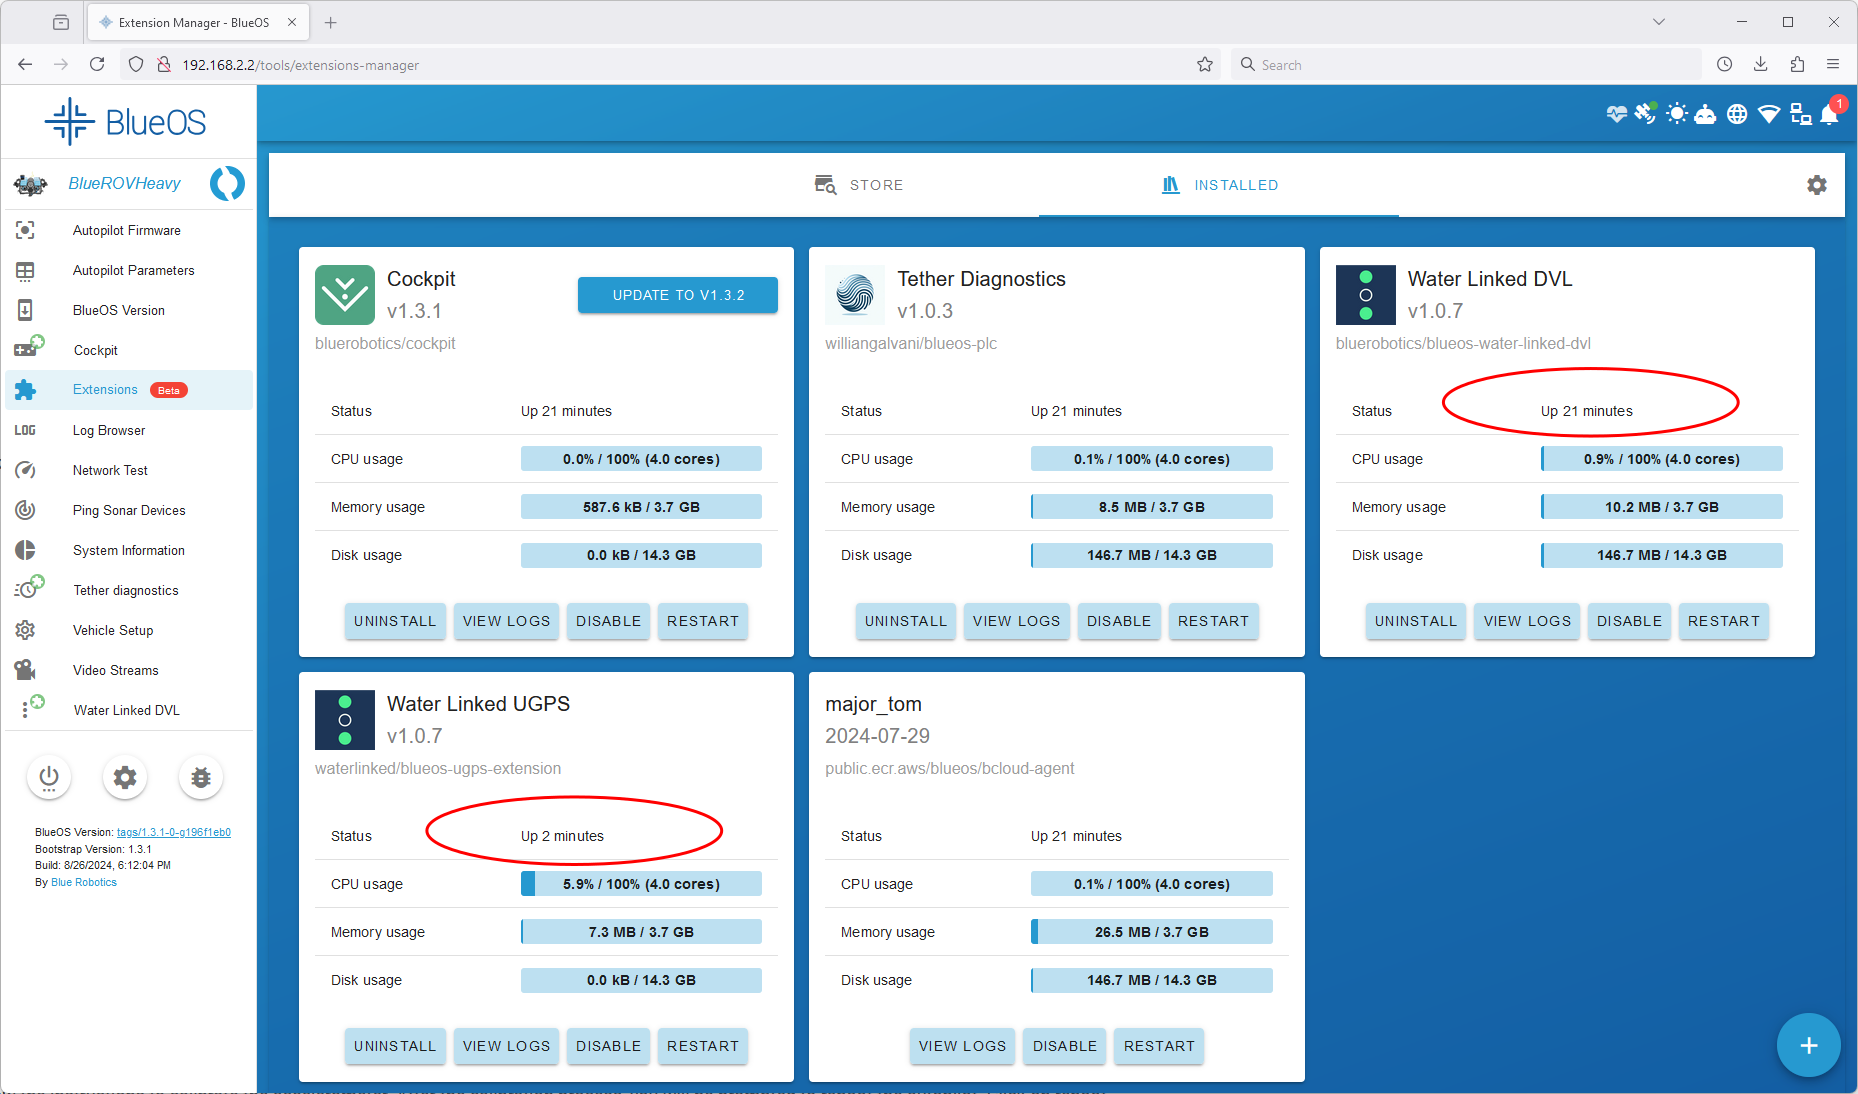 Extension Manager - BlueOS
192.168.2.2/tools/extensions-manager
Search
BlueOS
1
BlueROVHeavy
Autopilot Firmware
Autopilot Parameters
BlueOS Version
Cockpit
Extensions Beta
LOG Log Browser
Network Test
Ping Sonar Devices
System Information
Tether diagnostics
Vehicle Setup
Video Streams
Water Linked DVL
BlueOS Version: tags/1.3.1-0-g196f1eb0
Bootstrap Version: 1.3.1
Build: 8/26/2024, 6:12:04 PM
By Blue Robotics
STORE
INSTALLED
Cockpit
v1.3.1
UPDATE TO V1.3.2
bluerobotics/cockpit
Status Up 21 minutes
CPU usage 0.0% / 100% (4.0 cores)
Memory usage 587.6 kB / 3.7 GB
Disk usage 0.0 kB / 14.3 GB
UNINSTALL VIEW LOGS DISABLE RESTART
Tether Diagnostics
v1.0.3
williangalvani/blueos-plc
Status Up 21 minutes
CPU usage 0.1% / 100% (4.0 cores)
Memory usage 8.5 MB / 3.7 GB
Disk usage 146.7 MB / 14.3 GB
UNINSTALL VIEW LOGS DISABLE RESTART
Water Linked DVL
v1.0.7
bluerobotics/blueos-water-linked-dvl
Status Up 21 minutes
CPU usage 0.9% / 100% (4.0 cores)
Memory usage 10.2 MB / 3.7 GB
Disk usage 146.7 MB / 14.3 GB
UNINSTALL VIEW LOGS DISABLE RESTART
Water Linked UGPS
v1.0.7
waterlinked/blueos-ugps-extension
Status Up 2 minutes
CPU usage 5.9% / 100% (4.0 cores)
Memory usage 7.3 MB / 3.7 GB
Disk usage 0.0 kB / 14.3 GB
UNINSTALL VIEW LOGS DISABLE RESTART
major_tom
2024-07-29
public.ecr.aws/blueos/bcloud-agent
Status Up 21 minutes
CPU usage 0.1% / 100% (4.0 cores)
Memory usage 26.5 MB / 3.7 GB
Disk usage 146.7 MB / 14.3 GB
VIEW LOGS DISABLE RESTART